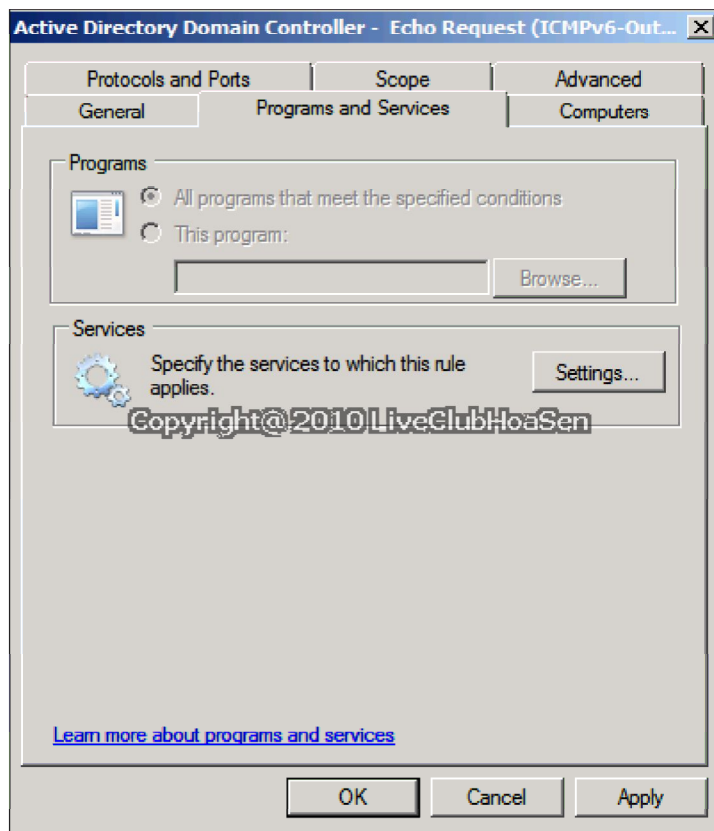 Active Directory Domain Controller - Echo Request (ICMPv6-Out...
Protocols and Ports
Scope
Advanced
General
Programs and Services
Computers
Programs
All programs that meet the specified conditions
This program:
Browse...
Services
Specify the services to which this rule
applies.
Settings...
Copyright@2010 LiveClubHoaSen
Learn more about programs and services
OK
Cancel
Apply